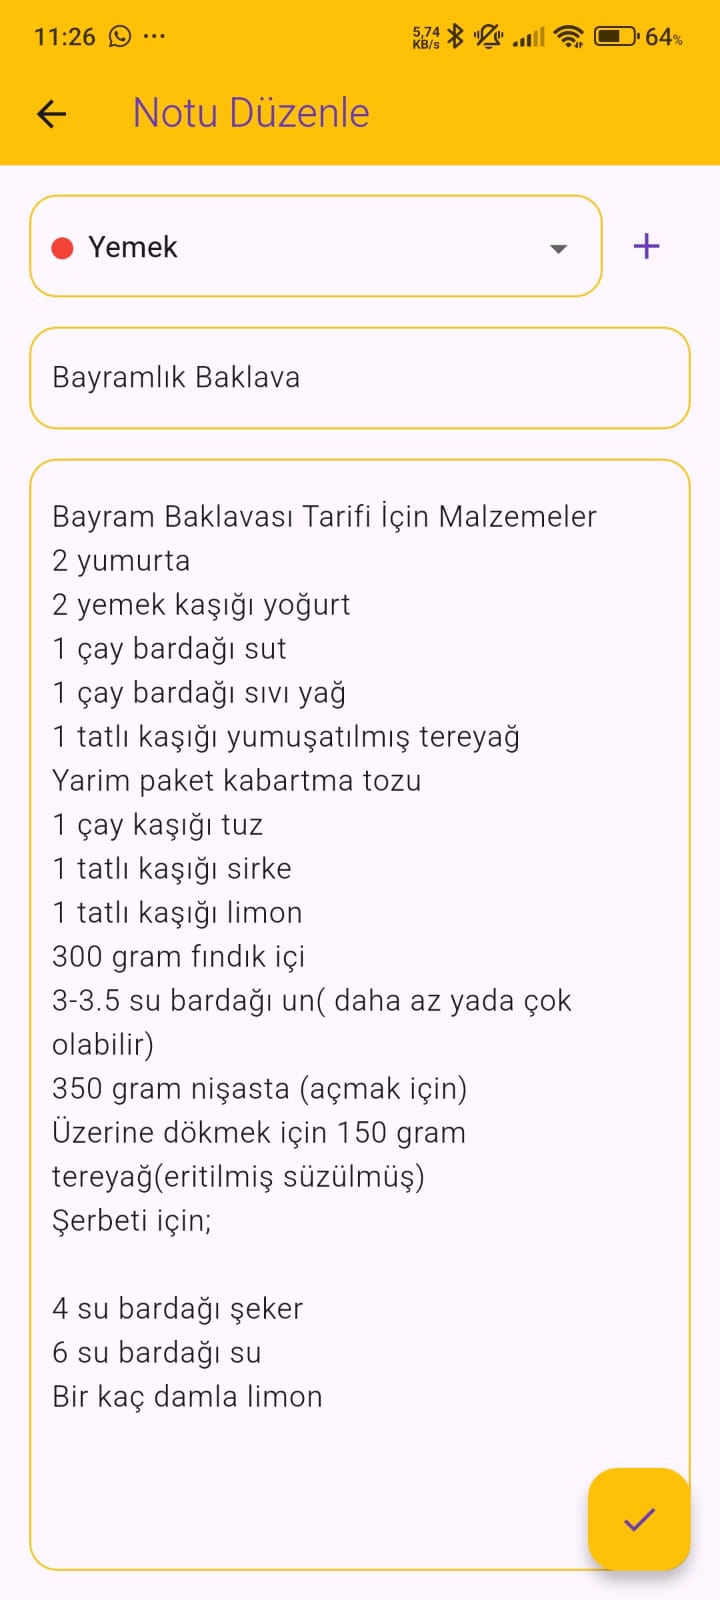 11:26
5,74
KB/s
64%
Notu Düzenle
Yemek
Bayramlık Baklava
Bayram Baklavası Tarifi İçin Malzemeler
2 yumurta
2 yemek kaşığı yoğurt
1 çay bardağı sut
1 çay bardağı sıvı yağ
1 tatlı kaşığı yumuşatılmış tereyağ
Yarim paket kabartma tozu
1 çay kaşığı tuz
1 tatlı kaşığı sirke
1 tatlı kaşığı limon
300 gram fındık içi
3-3.5 su bardağı un( daha az yada çok
olabilir)
350 gram nişasta (açmak için)
Üzerine dökmek için 150 gram
tereyağ(eritilmiş süzülmüş)
Şerbeti için;
4 su bardağı şeker
6 su bardağı su
Bir kaç damla limon